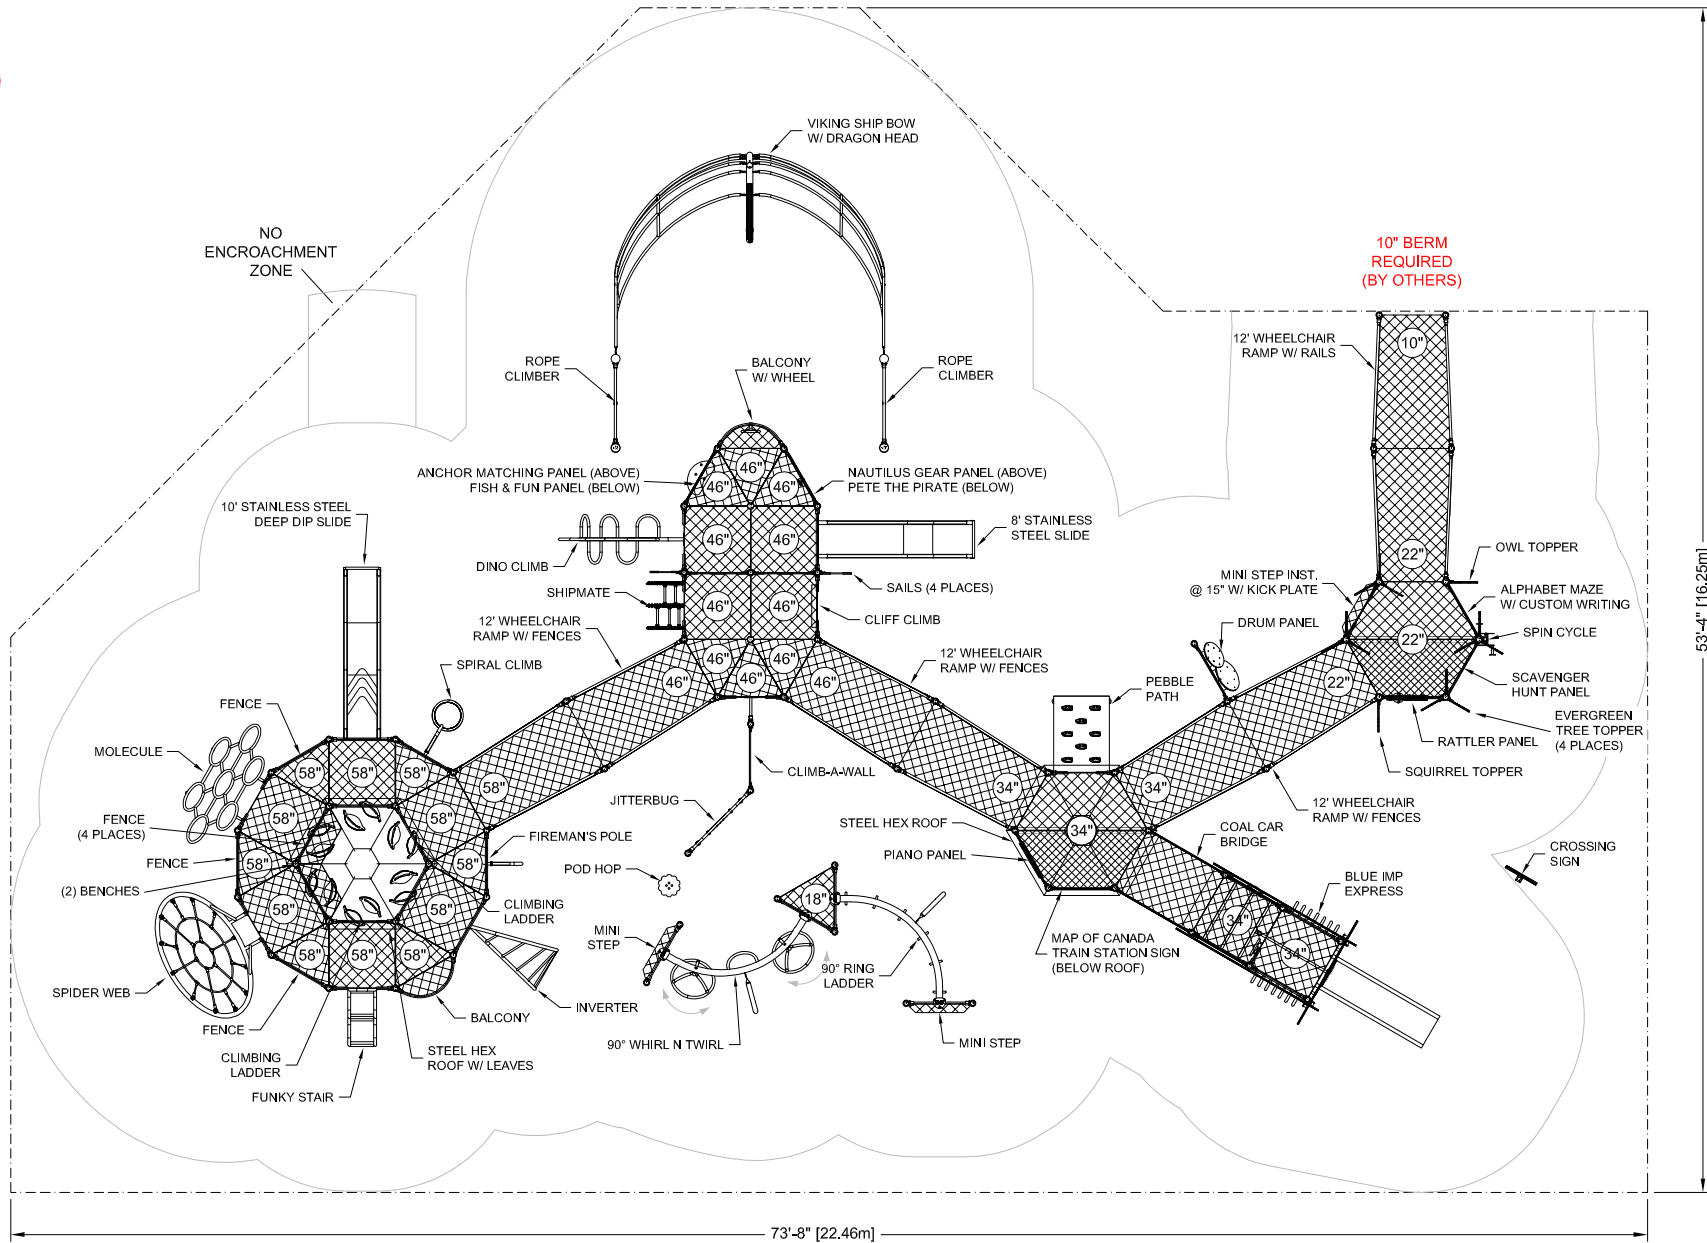 VIKING SHIP BOW
W/ DRAGON HEAD
NO
ENCROACHMENT
ZONE
10" BERM
REQUIRED
(BY OTHERS)
12' WHEELCHAIR
RAMP W/ RAILS
10"
ROPE
CLIMBER
BALCONY
W/ WHEEL
ROPE
CLIMBER
ANCHOR MATCHING PANEL (ABOVE)
FISH & FUN PANEL (BELOW)
46"
46"
46"
NAUTILUS GEAR PANEL (ABOVE)
PETE THE PIRATE (BELOW)
10' STAINLESS STEEL
DEEP DIP SLIDE
46"
46"
8' STAINLESS
STEEL SLIDE
DINO CLIMB
SHIPMATE
SAILS (4 PLACES)
46"
46"
CLIFF CLIMB
22"
OWL TOPPER
MINI STEP INST.
@ 15" W/ KICK PLATE
ALPHABET MAZE
W/ CUSTOM WRITING
DRUM PANEL
22"
SPIN CYCLE
12' WHEELCHAIR
RAMP W/ FENCES
SPIRAL CLIMB
46"
46"
46"
46"
46"
12' WHEELCHAIR
RAMP W/ FENCES
PEBBLE
PATH
22"
SCAVENGER
HUNT PANEL
EVERGREEN
TREE TOPPER
(4 PLACES)
RATTLER PANEL
SQUIRREL TOPPER
FENCE
MOLECULE
58"
58"
58"
58"
CLIMB-A-WALL
JITTERBUG
34"
34"
12' WHEELCHAIR
RAMP W/ FENCES
FENCE
(4 PLACES)
58"
58"
STEEL HEX ROOF
34"
COAL CAR
BRIDGE
FIREMAN'S POLE
PIANO PANEL
CROSSING
SIGN
FENCE
58"
58"
(2) BENCHES
POD HOP
BLUE IMP
EXPRESS
58"
58"
CLIMBING
LADDER
18"
34"
34"
MINI
STEP
MAP OF CANADA
TRAIN STATION SIGN
(BELOW ROOF)
58"
58"
58"
90° RING
LADDER
SPIDER WEB
FENCE
BALCONY
INVERTER
90° WHIRL N TWIRL
MINI STEP
CLIMBING
LADDER
STEEL HEX
ROOF W/ LEAVES
FUNKY STAIR
53'-4" [16.25m]
73'-8" [22.46m]